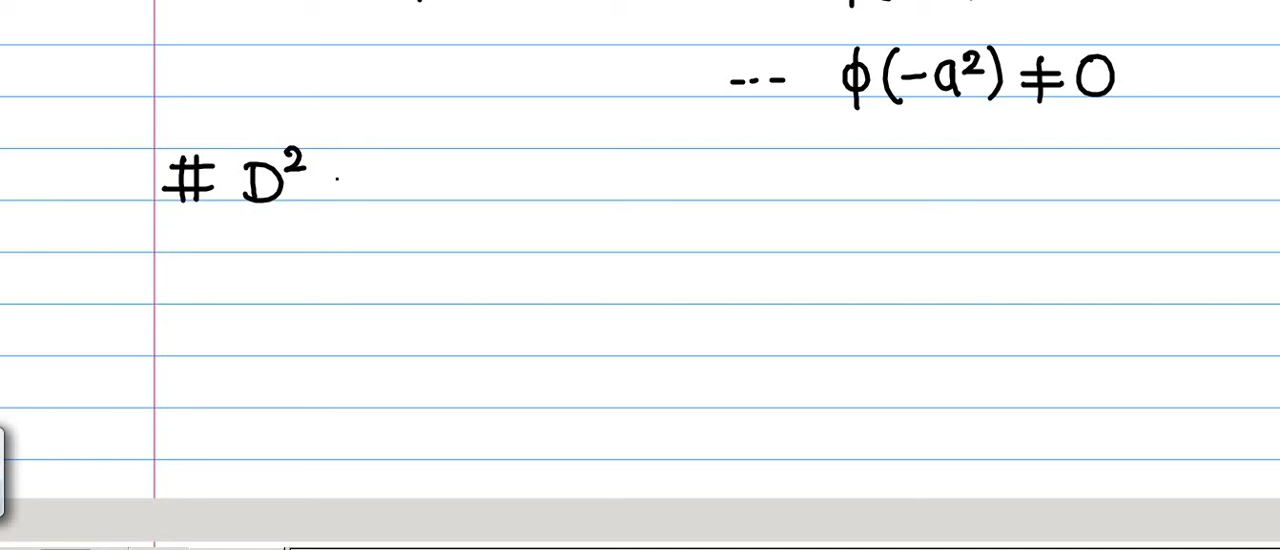 --- ϕ(-a²) ≠ 0
# D²